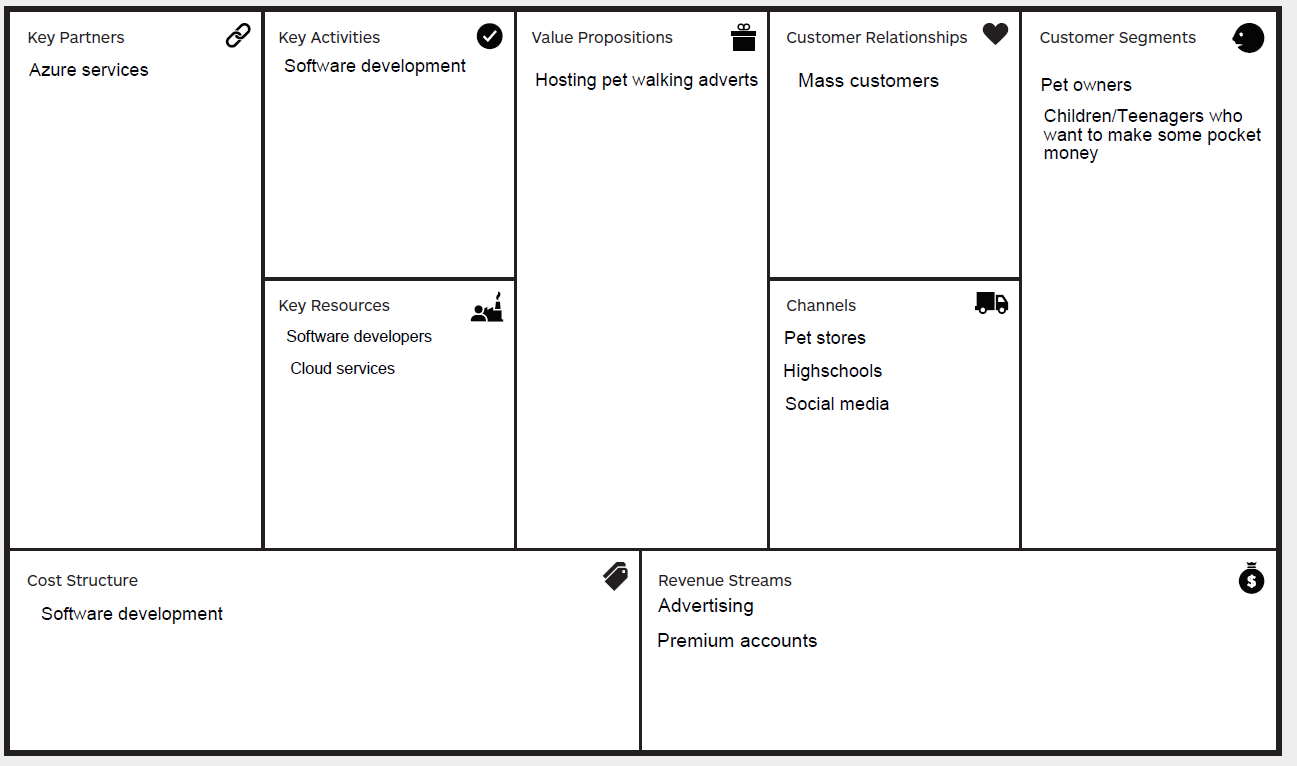 Key Partners
Azure services
Key Activities
Software development
Key Resources
Software developers
Cloud services
Value Propositions
Hosting pet walking adverts
Customer Relationships
Mass customers
Channels
Pet stores
Highschools
Social media
Customer Segments
Pet owners
Children/Teenagers who
want to make some pocket
money
Cost Structure
Software development
Revenue Streams
$
Advertising
Premium accounts